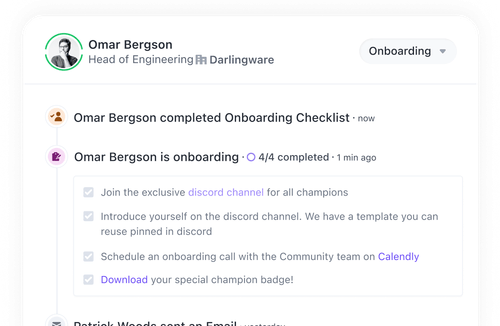 Omar Bergson
Onboarding
Head of Engineering Darlingware
Omar Bergson completed Onboarding Checklist · now
Omar Bergson is onboarding · 4/4 completed · 1 min ago
Join the exclusive discord channel for all champions
Introduce yourself on the discord channel. We have a template you can
reuse pinned in discord
Schedule an onboarding call with the Community team on Calendly
Download your special champion badge!
Patrick Woods sent an Email · yesterday